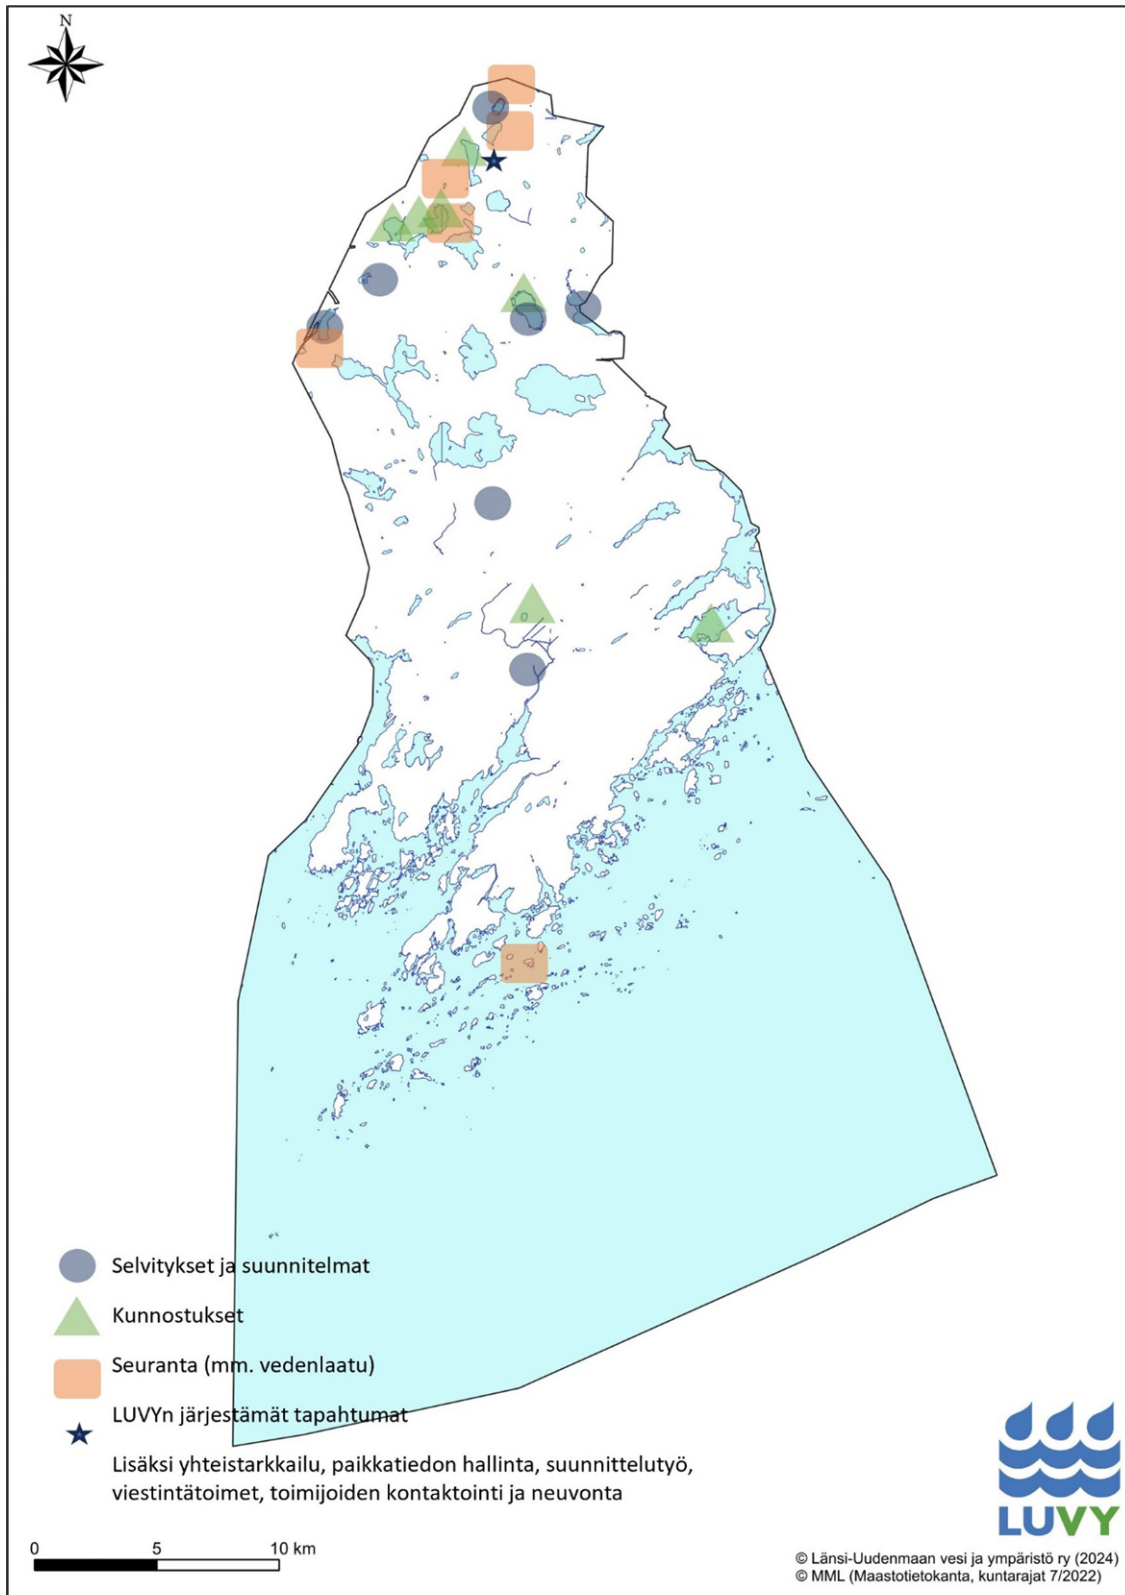 N
Selvitykset ja suunnitelmat
Kunnostukset
Seuranta (mm. vedenlaatu)
LUVYn järjestämät tapahtumat
Lisäksi yhteistarkkailu, paikkatiedon hallinta, suunnittelutyö,
viestintätoimet, toimijoiden kontaktointi ja neuvonta
0 5 10 km
LUVY
© Länsi-Uudenmaan vesi ja ympäristö ry (2024)
© MML (Maastotietokanta, kuntarajat 7/2022)